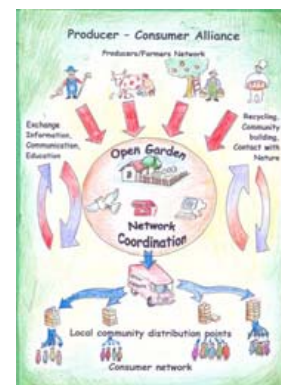 Producer - Consumer Alliance
Producers/Farmers Network
Exchange
Information,
Communication,
Education
Recycling,
Community
building,
Contact with
Nature
Open Garden
Network
Coordination
Local community distribution points
Consumer network